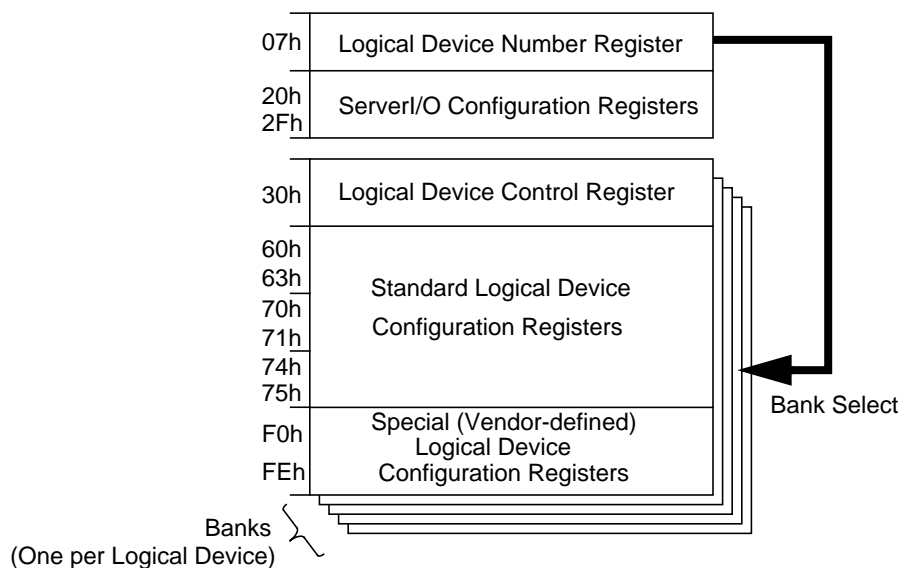 07h Logical Device Number Register
20h
2Fh
ServerI/O Configuration Registers
30h Logical Device Control Register
60h
63h
70h
71h
74h
75h
Standard Logical Device
Configuration Registers
F0h
FEh
Special (Vendor-defined)
Logical Device
Configuration Registers
Bank Select
Banks
(One per Logical Device)